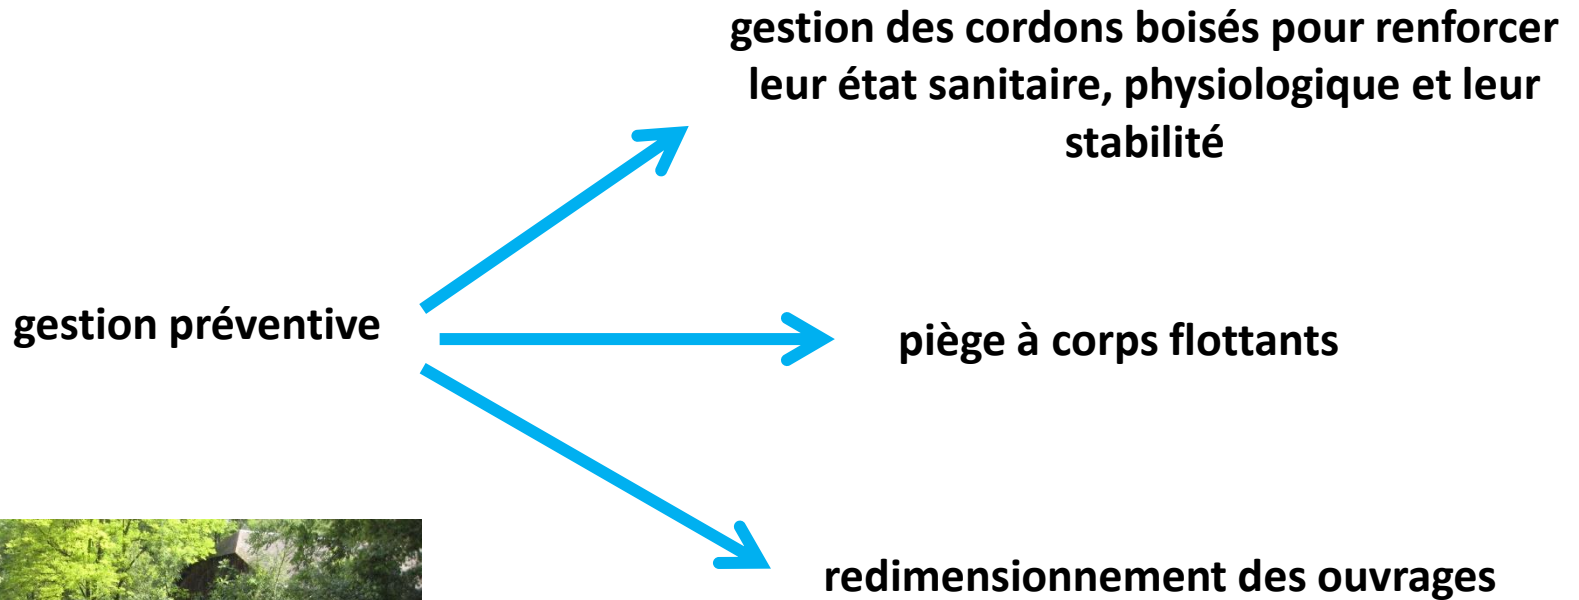 gestion des cordons boisés pour renforcer
leur état sanitaire, physiologique et leur
stabilité
gestion préventive
piège à corps flottants
redimensionnement des ouvrages